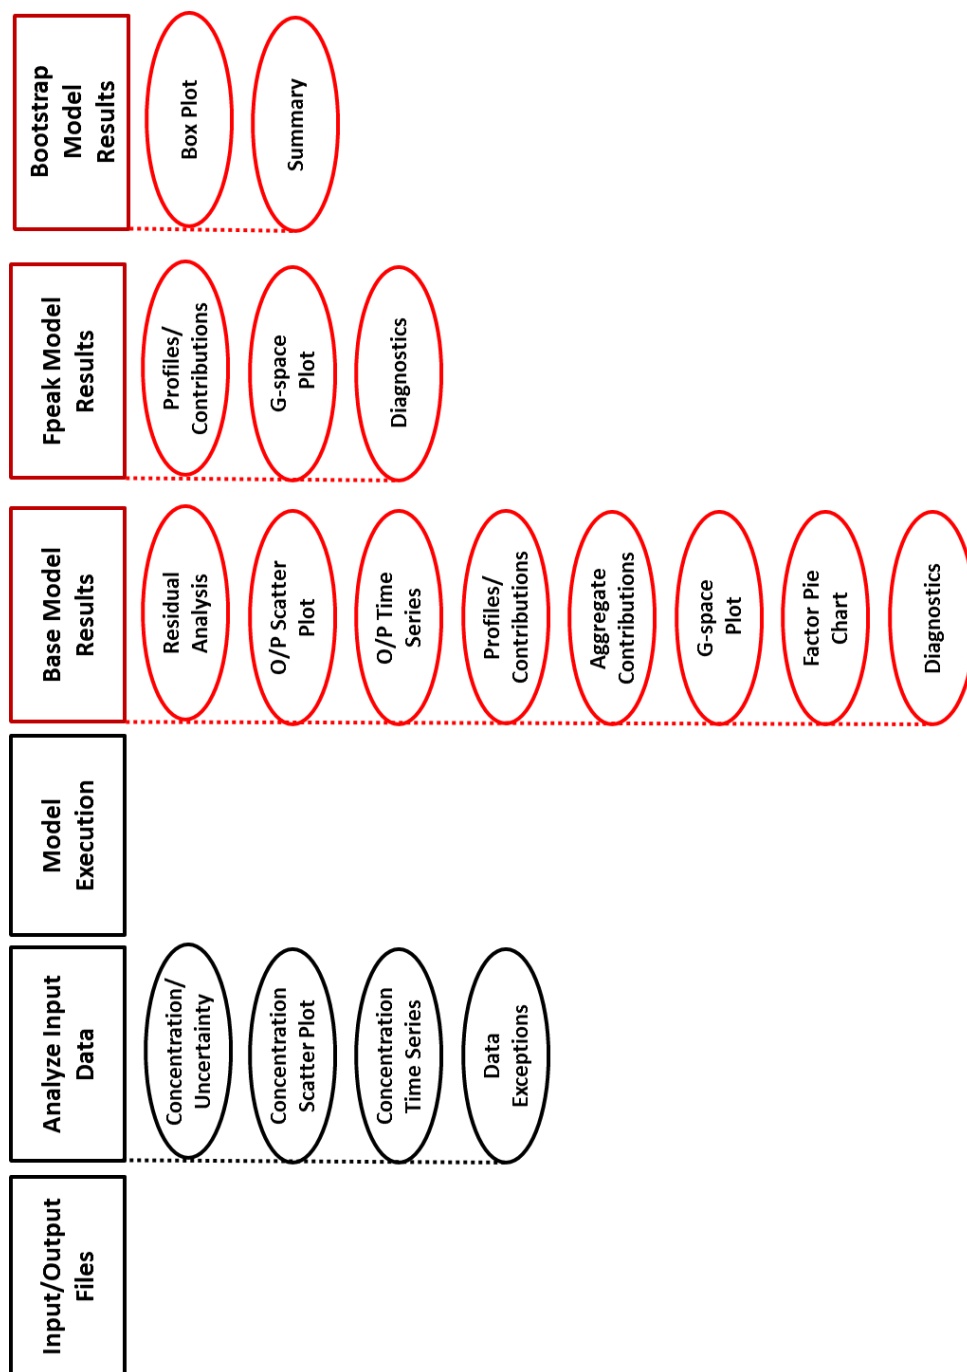 Input/Output
Files
Analyze Input
Data
Concentration/
Uncertainty
Concentration
Scatter Plot
Concentration
Time Series
Data
Exceptions
Model
Execution
Base Model
Results
Residual
Analysis
O/P Scatter
Plot
O/P Time
Series
Profiles/
Contributions
Aggregate
Contributions
G-space
Plot
Factor Pie
Chart
Diagnostics
Fpeak Model
Results
Profiles/
Contributions
G-space
Plot
Diagnostics
Bootstrap
Model
Results
Box Plot
Summary